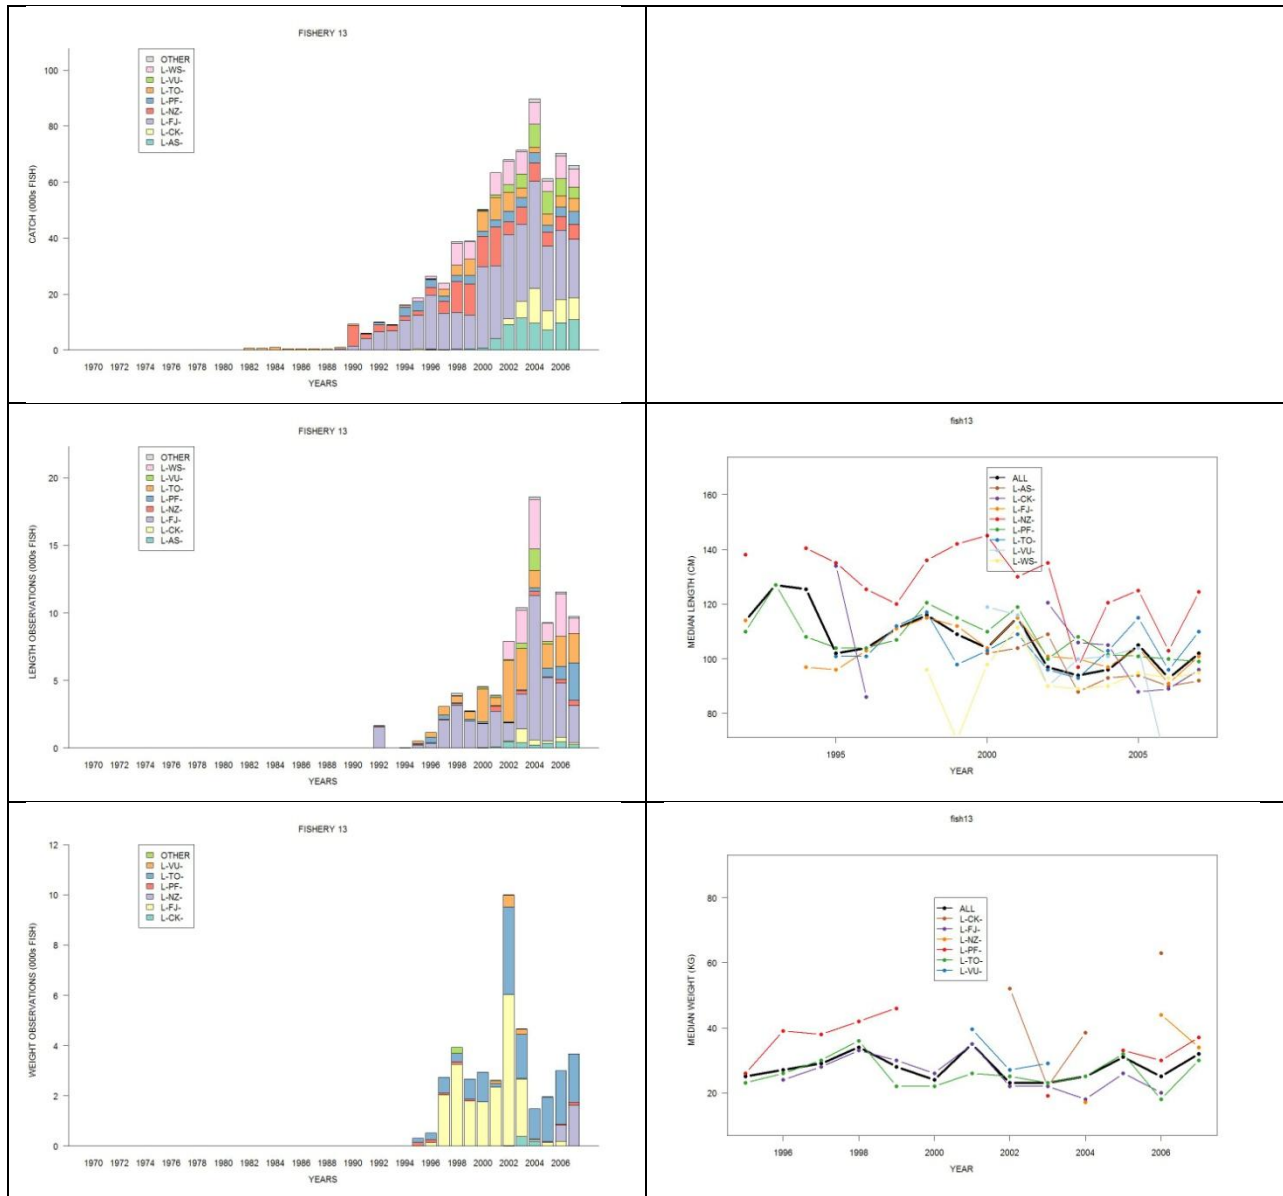 FISHERY 13
OTHER
L-WS-
L-VU-
L-TO-
L-PF-
L-NZ-
L-FJ-
L-CK-
L-AS-
CATCH (000s FISH)
100
80
60
40
20
0
1970 1972 1974 1976 1978 1980 1982 1984 1986 1988 1990 1992 1994 1996 1998 2000 2002 2004 2006
YEARS
FISHERY 13
OTHER
L-WS-
L-VU-
L-TO-
L-PF-
L-NZ-
L-FJ-
L-CK-
L-AS-
LENGTH OBSERVATIONS (000s FISH)
20
15
10
5
0
1970 1972 1974 1976 1978 1980 1982 1984 1986 1988 1990 1992 1994 1996 1998 2000 2002 2004 2006
YEARS
fish13
ALL
L-AS-
L-CK-
L-FJ-
L-NZ-
L-PF-
L-TO-
L-VU-
L-WS-
MEDIAN LENGTH (CM)
160
140
120
100
80
1995 2000 2005
YEAR
FISHERY 13
OTHER
L-VU-
L-TO-
L-PF-
L-NZ-
L-FJ-
L-CK-
WEIGHT OBSERVATIONS (000s FISH)
12
10
8
6
4
2
0
1970 1972 1974 1976 1978 1980 1982 1984 1986 1988 1990 1992 1994 1996 1998 2000 2002 2004 2006
YEARS
fish13
ALL
L-CK-
L-FJ-
L-NZ-
L-PF-
L-TO-
L-VU-
MEDIAN WEIGHT (KG)
80
60
40
20
1996 1998 2000 2002 2004 2006
YEAR